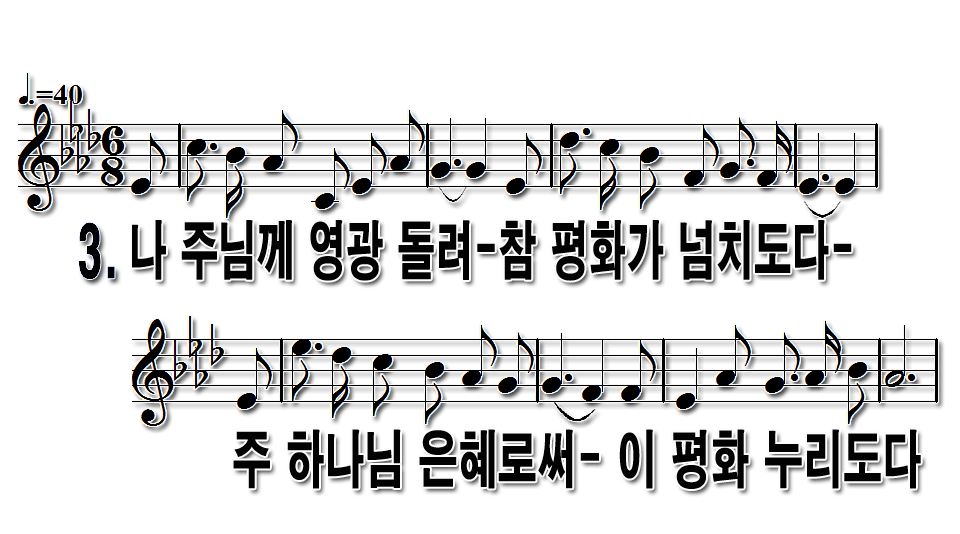 ♩.=40
6
8
3. 나 주님께 영광 돌려-참 평화가 넘치도다-
주 하나님 은혜로써- 이 평화 누리도다